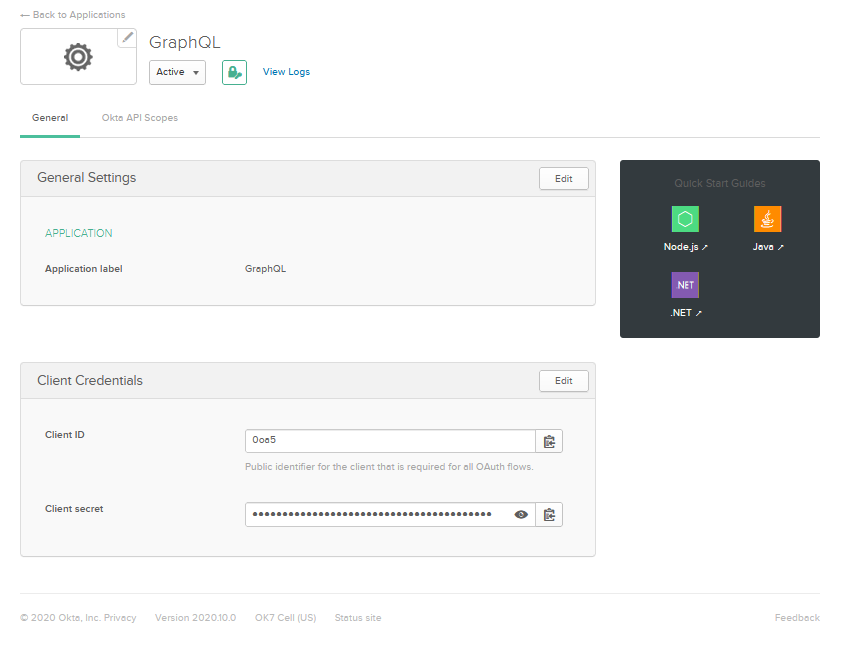 ← Back to Applications
GraphQL
Active ▾
View Logs
General
Okta API Scopes
General Settings
Edit
APPLICATION
Application label
GraphQL
Quick Start Guides
Node.js ↗
Java ↗
.NET
.NET ↗
Client Credentials
Edit
Client ID
0oa5
Public identifier for the client that is required for all OAuth flows.
Client secret
••••••••••••••••••••••••••••••••••••••••
© 2020 Okta, Inc. Privacy
Version 2020.10.0
OK7 Cell (US)
Status site
Feedback